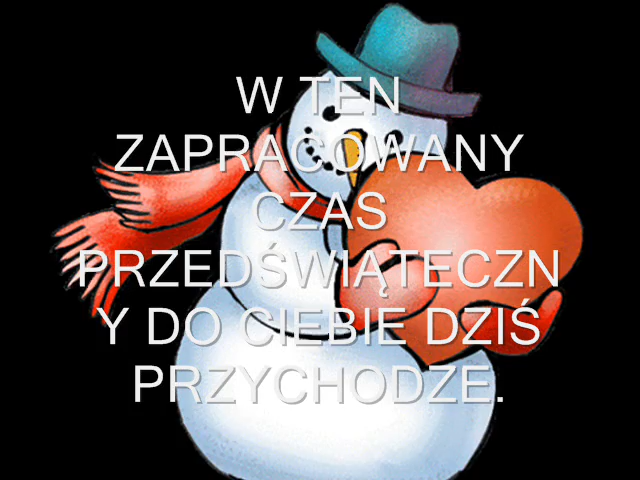 W TEN
ZAPRACOWANY
CZAS
PRZEDŚWIĄTECZN
Y DO CIEBIE DZIŚ
PRZYCHODZE.